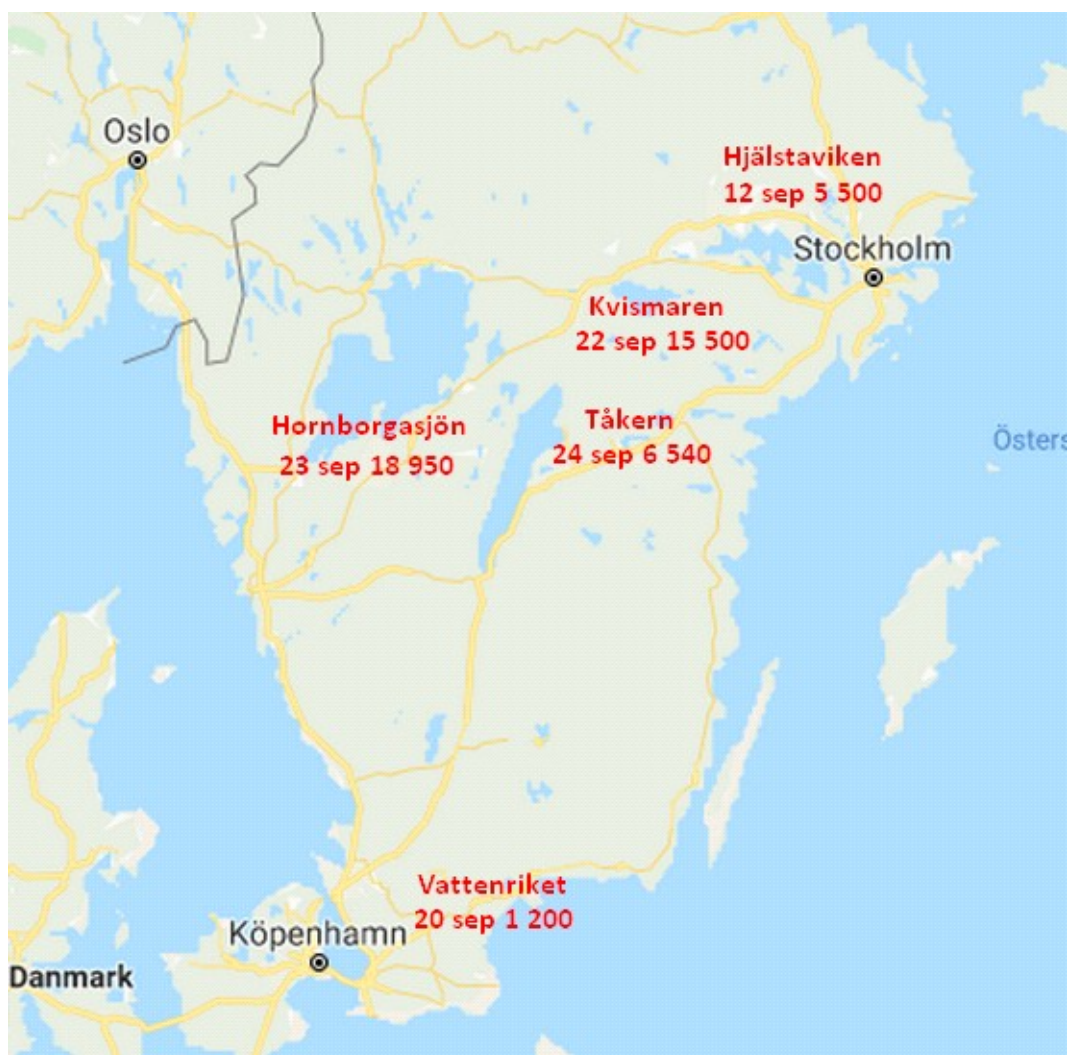 Oslo
Hjälstaviken
12 sep 5 500
Stockholm
Kvismaren
22 sep 15 500
Hornborgasjön
23 sep 18 950
Tåkern
24 sep 6 540
Östers
Vattenriket
20 sep 1 200
Köpenhamn
Danmark